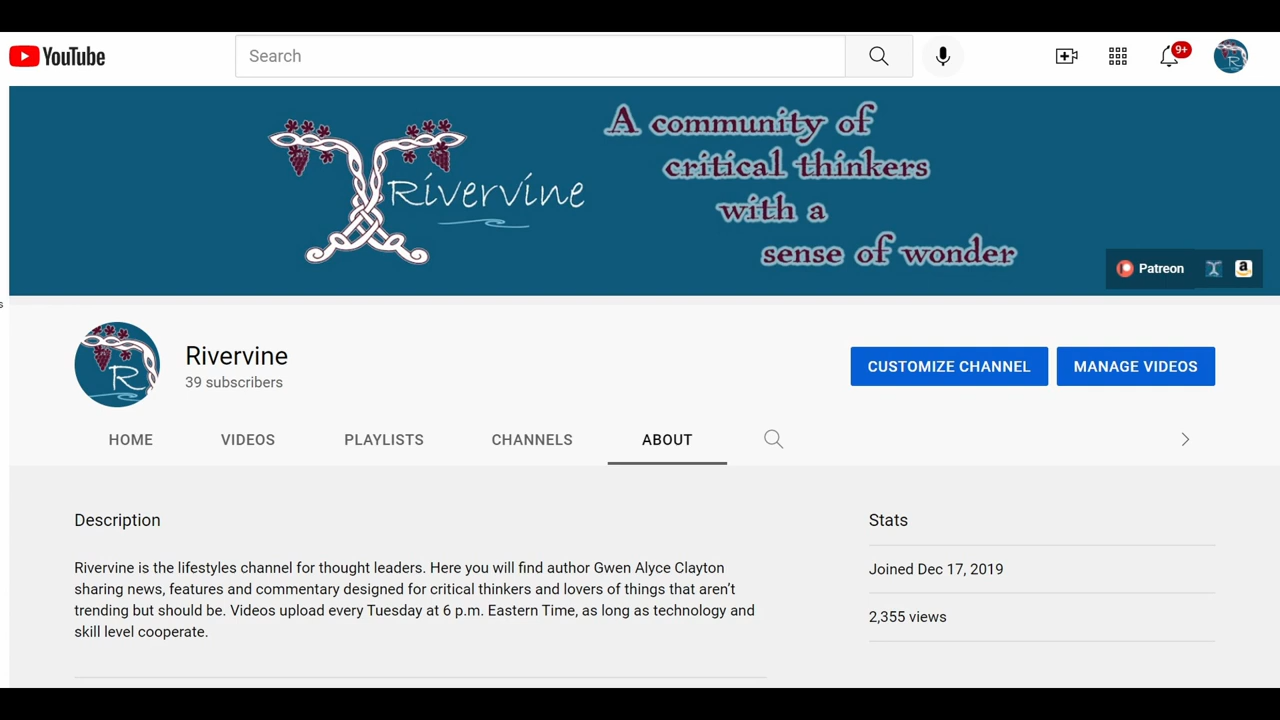 YouTube
Search
9+
A community of
critical thinkers
with a
sense of wonder
Rivervine
Patreon
s
R
Rivervine
39 subscribers
CUSTOMIZE CHANNEL
MANAGE VIDEOS
HOME
VIDEOS
PLAYLISTS
CHANNELS
ABOUT
Description
Rivervine is the lifestyles channel for thought leaders. Here you will find author Gwen Alyce Clayton
sharing news, features and commentary designed for critical thinkers and lovers of things that aren’t
trending but should be. Videos upload every Tuesday at 6 p.m. Eastern Time, as long as technology and
skill level cooperate.
Stats
Joined Dec 17, 2019
2,355 views